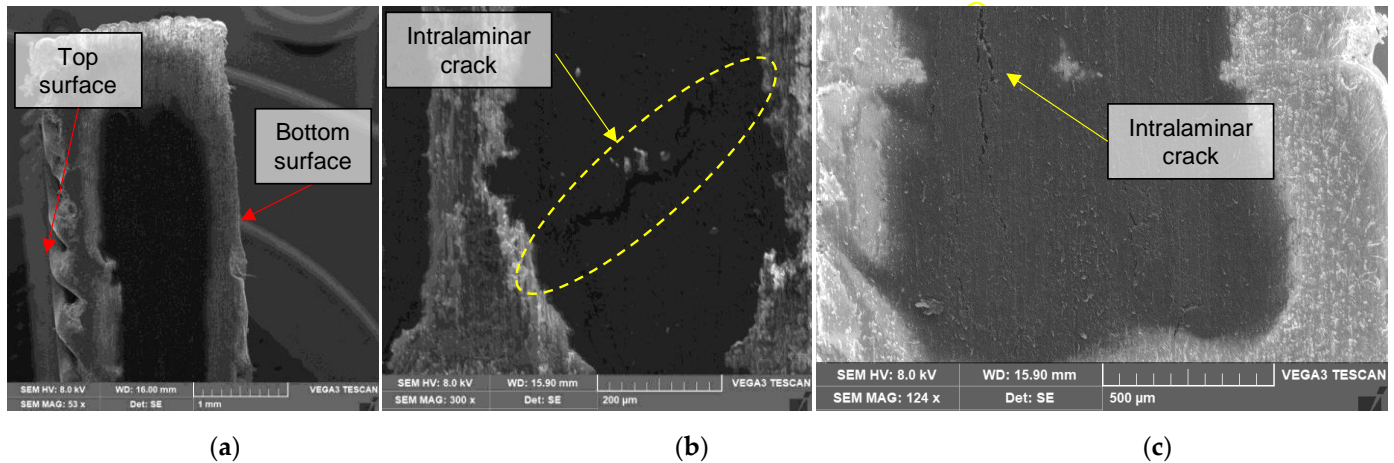 Top
surface
Bottom
surface
SEM HV: 8.0 kV WD: 16.00 mm VEGA3 TESCAN
SEM MAG: 53 x Det: SE 1 mm
(a)
Intralaminar
crack
SEM HV: 8.0 kV WD: 15.90 mm VEGA3 TESCAN
SEM MAG: 300 x Det: SE 200 µm
(b)
Intralaminar
crack
SEM HV: 8.0 kV WD: 15.90 mm VEGA3 TESCAN
SEM MAG: 124 x Det: SE 500 µm
(c)